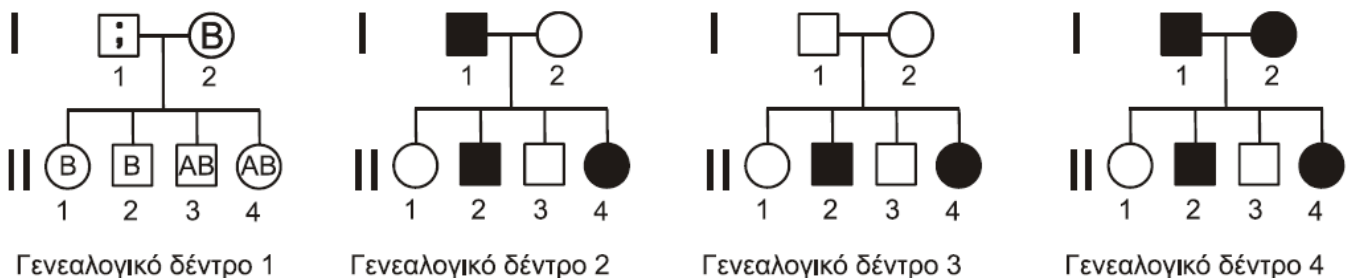 I ; B I I I
1 2 1 2 1 2 1 2
II B B AB AB II II II
1 2 3 4 1 2 3 4 1 2 3 4 1 2 3 4
Γενεαλογικό δέντρο 1 Γενεαλογικό δέντρο 2 Γενεαλογικό δέντρο 3 Γενεαλογικό δέντρο 4